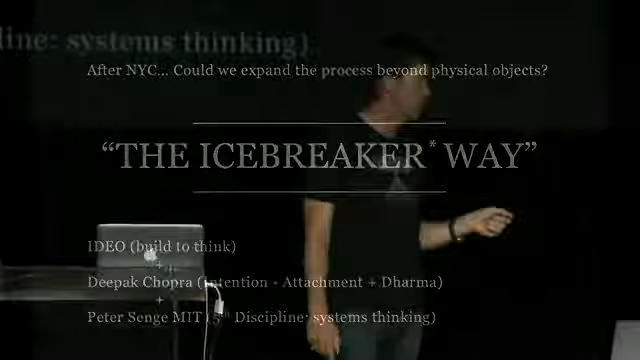 line: systems thinking)
After NYC... Could we expand the process beyond physical objects?
“THE ICEBREAKER* WAY”
IDEO (build to think)
+
Deepak Chopra (intention - Attachment + Dharma)
+
Peter Senge MIT (5th Discipline: systems thinking)